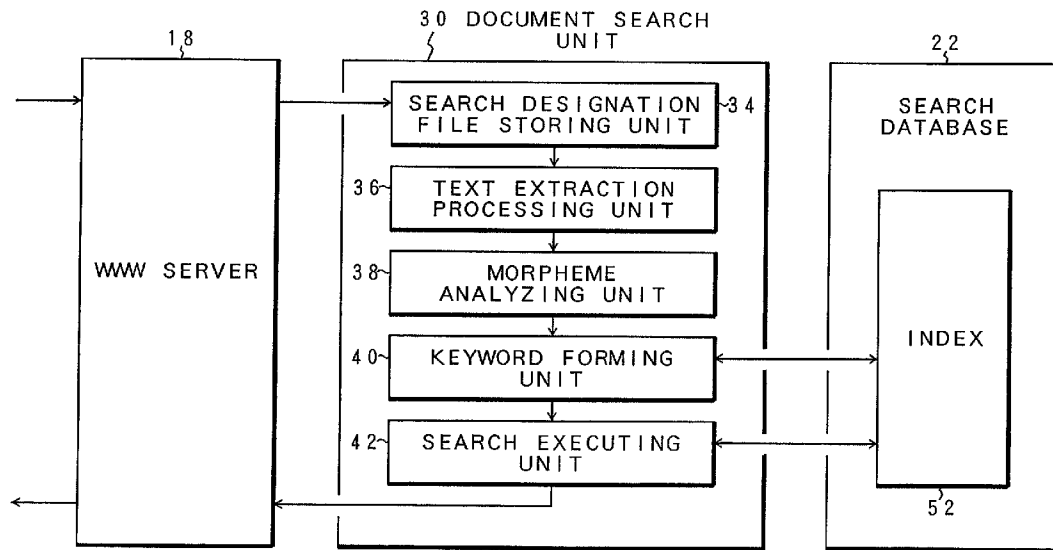 30 DOCUMENT SEARCH
UNIT
18
22
SEARCH DESIGNATION
FILE STORING UNIT
34
SEARCH
DATABASE
36
TEXT EXTRACTION
PROCESSING UNIT
WWW SERVER
38
MORPHEME
ANALYZING UNIT
40
KEYWORD FORMING
UNIT
INDEX
42
SEARCH EXECUTING
UNIT
52